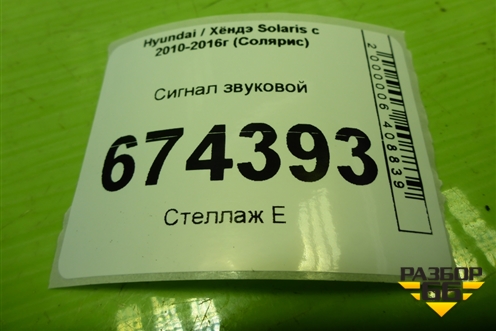 Hyundai / Хёндэ Solaris с
2010-2016г (Солярис)
Сигнал звуковой
674393
Стеллаж Е
2000006408839
РАЗБОР
66